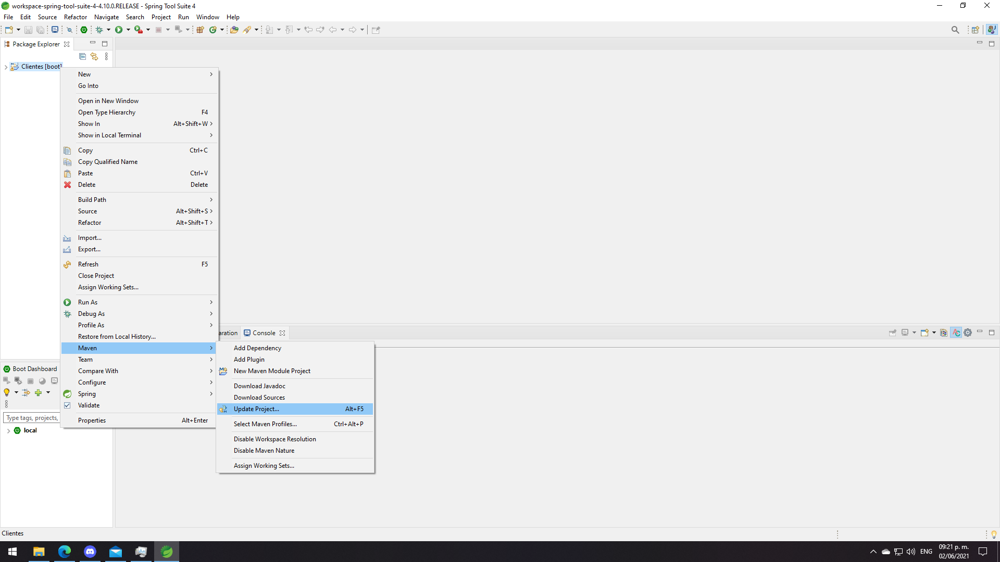 workspace-spring-tool-suite-4-4.10.0.RELEASE - Spring Tool Suite 4
File Edit Source Refactor Navigate Search Project Run Window Help
Package Explorer
Clientes [boot]
New
Go Into
Open in New Window
Open Type Hierarchy F4
Show In Alt+Shift+W
Show in Local Terminal
Copy Ctrl+C
Copy Qualified Name
Paste Ctrl+V
Delete Delete
Build Path
Source Alt+Shift+S
Refactor Alt+Shift+T
Import...
Export...
Refresh F5
Close Project
Assign Working Sets...
Run As
Debug As
Profile As
Restore from Local History...
Maven
Team
Compare With
Configure
Spring
Validate
Properties Alt+Enter
aration Console
Add Dependency
Add Plugin
New Maven Module Project
Download Javadoc
Download Sources
Update Project... Alt+F5
Select Maven Profiles... Ctrl+Alt+P
Disable Workspace Resolution
Disable Maven Nature
Assign Working Sets...
Boot Dashboard
Type tags, projects,
local
Clientes
ENG
09:21 p. m.
02/06/2021